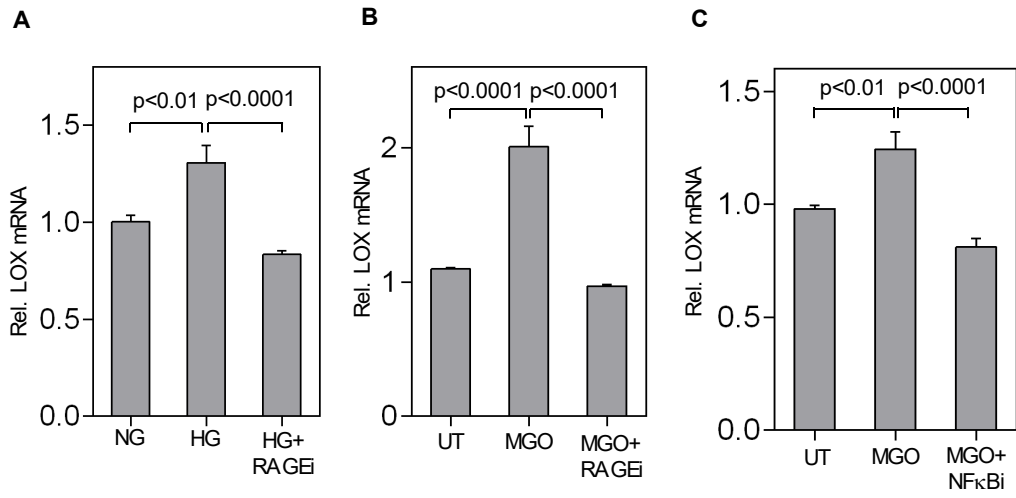 A
p<0.01 p<0.0001
1.5
1.0
0.5
0.0
Rel. LOX mRNA
NG HG HG+
RAGEi
B
p<0.0001 p<0.0001
2
1
0
Rel. LOX mRNA
UT MGO MGO+
RAGEi
C
p<0.01 p<0.0001
1.5
1.0
0.5
0.0
Rel. LOX mRNA
UT MGO MGO+
NFκBi